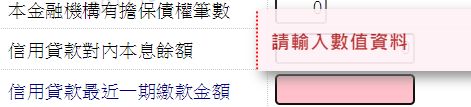 本金融機構有擔保債權筆數 0
請輸入數值資料
信用貸款對內本息餘額
信用貸款最近一期繳款金額